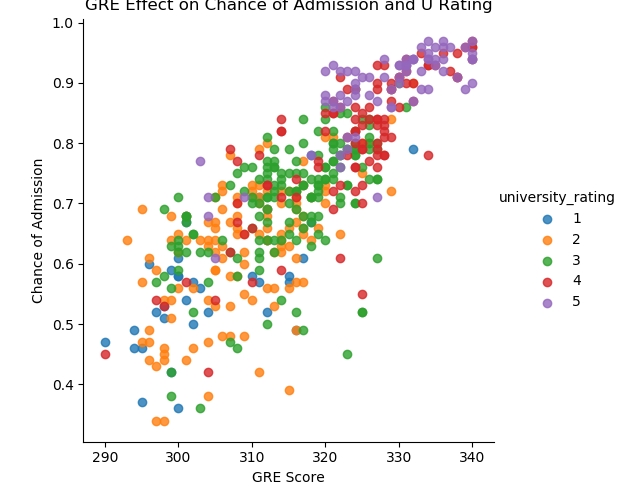 GRE Effect on Chance of Admission and U Rating
1.0
0.9
0.8
0.7
0.6
0.5
0.4
Chance of Admission
290 300 310 320 330 340
GRE Score
university_rating
1
2
3
4
5